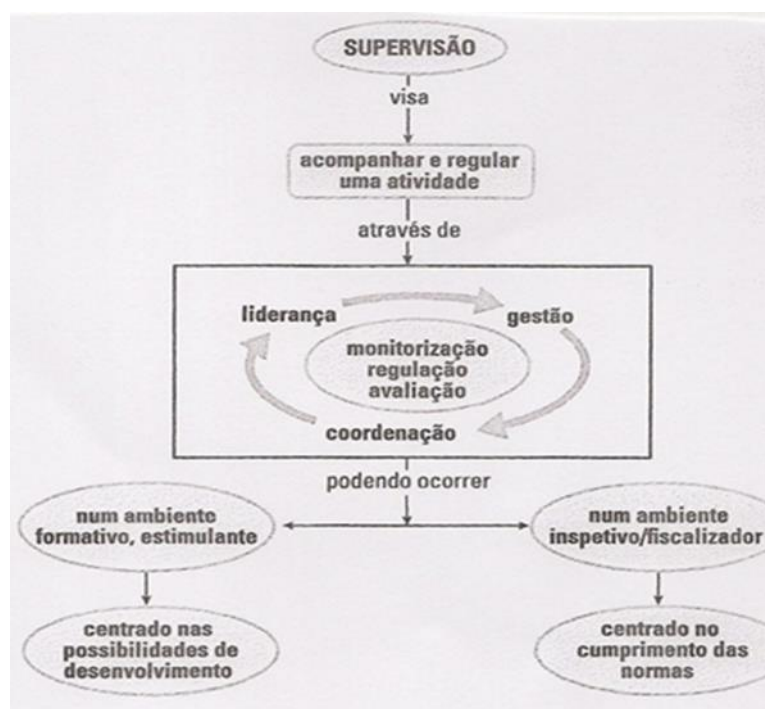 SUPERVISÃO
visa
acompanhar e regular
uma atividade
através de
liderança
gestão
monitorização
regulação
avaliação
coordenação
podendo ocorrer
num ambiente
formativo, estimulante
num ambiente
inspetivo/fiscalizador
centrado nas
possibilidades de
desenvolvimento
centrado no
cumprimento das
normas